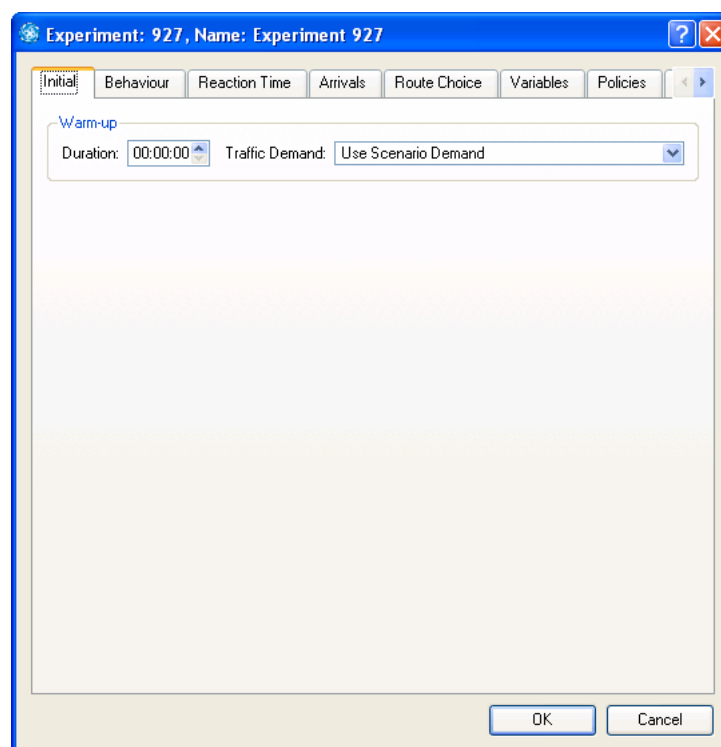 Experiment: 927, Name: Experiment 927
?
Initial Behaviour Reaction Time Arrivals Route Choice Variables Policies
Warm-up
Duration: 00:00:00 Traffic Demand: Use Scenario Demand
OK Cancel